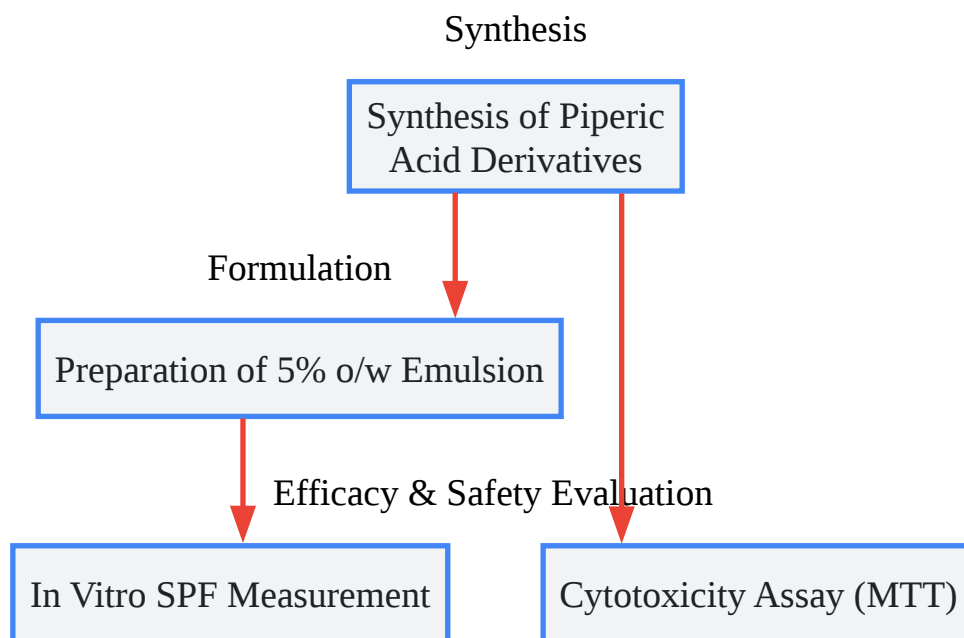 Synthesis
Synthesis of Piperic
Acid Derivatives
Formulation
Preparation of 5% o/w Emulsion
Efficacy & Safety Evaluation
In Vitro SPF Measurement
Cytotoxicity Assay (MTT)